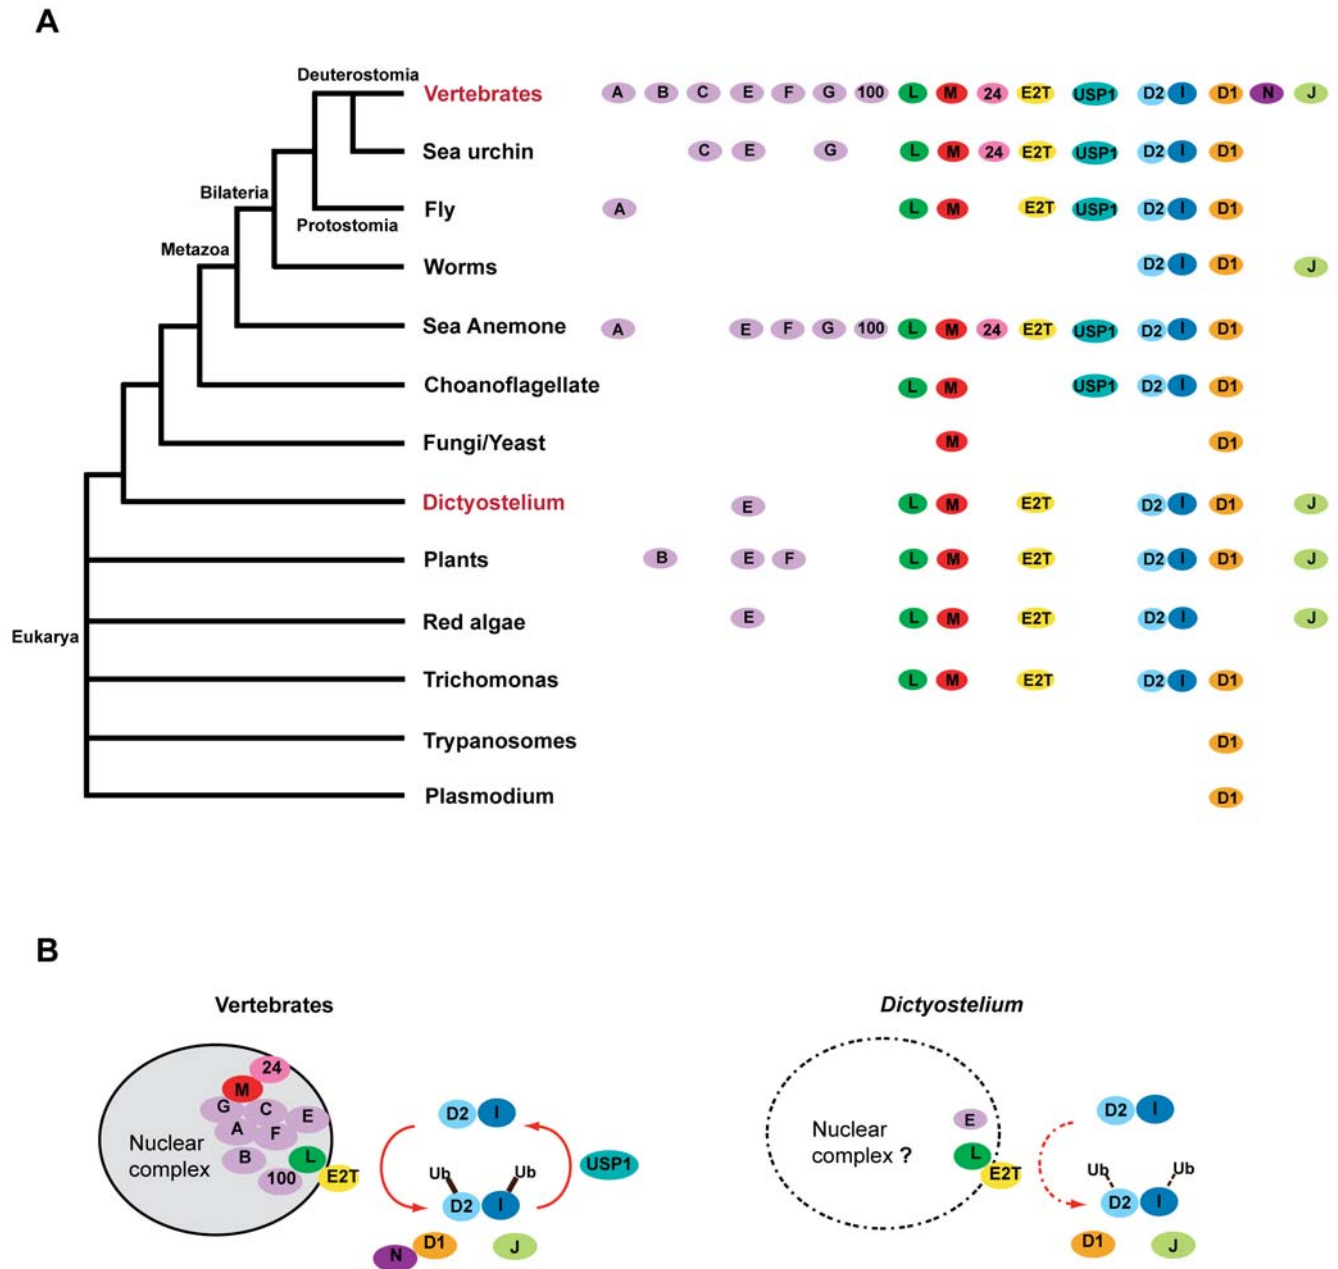 A
Deuterostomia
Vertebrates A B C E F G 100 L M 24 E2T USP1 D2 I D1 N J
Sea urchin C E G L M 24 E2T USP1 D2 I D1
Bilateria
Fly A L M E2T USP1 D2 I D1
Protostomia
Metazoa
Worms D2 I D1 J
Sea Anemone A E F G 100 L M 24 E2T USP1 D2 I D1
Choanoflagellate L M USP1 D2 I D1
Fungi/Yeast M D1
Dictyostelium E L M E2T D2 I D1 J
Plants B E F L M E2T D2 I D1 J
Red algae E L M E2T D2 I J
Eukarya
Trichomonas L M E2T D2 I D1
Trypanosomes D1
Plasmodium D1
B
Vertebrates
24
M
G C E
A F
B L
100 E2T
Nuclear
complex
D2 I
USP1
Ub Ub
D2 I
N D1 J
Dictyostelium
E
L
E2T
Nuclear
complex ?
D2 I
Ub Ub
D2 I
D1 J